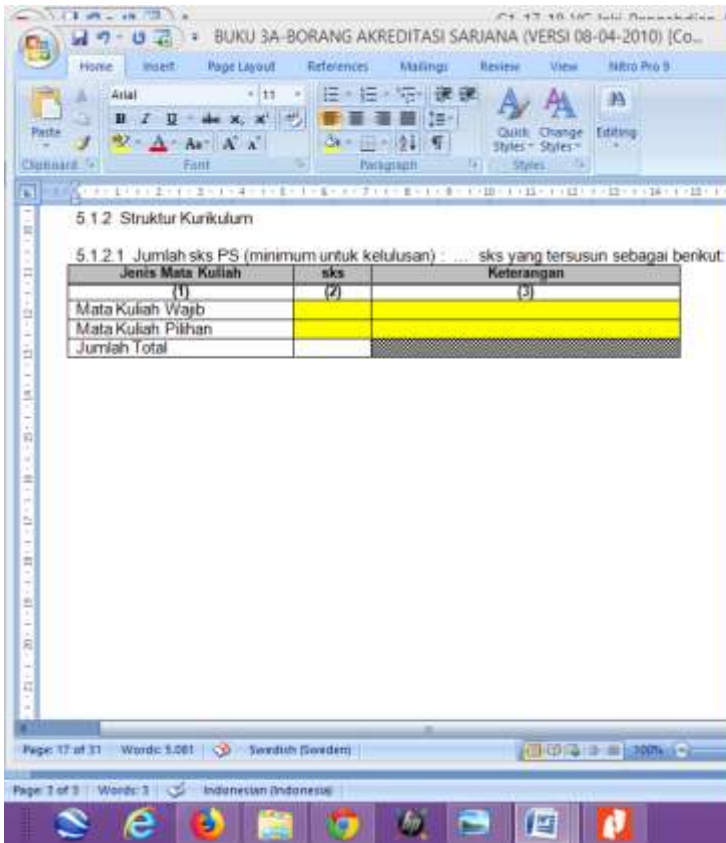 BUKU 3A-BORANG AKREDITASI SARJANA (VERSI 08-04-2010) [Co...
Home Insert Page Layout References Mailings Review View Nitro Pro 9
Arial 11
Paste
B I U abc x, x'
Aa A A
Quick Styles Change Styles Editing
Clipboard Font Paragraph Styles
5.1.2 Struktur Kurikulum
5.1.2.1 Jumlah sks PS (minimum untuk kelulusan) : ... sks yang tersusun sebagai berikut:
Jenis Mata Kuliah sks Keterangan
(1) (2) (3)
Mata Kuliah Wajib
Mata Kuliah Pilihan
Jumlah Total
Page: 17 of 31 Words: 5.081 Swedish (Sweden) 100%
Page: 3 of 3 Words: 3 Indonesian (Indonesia)